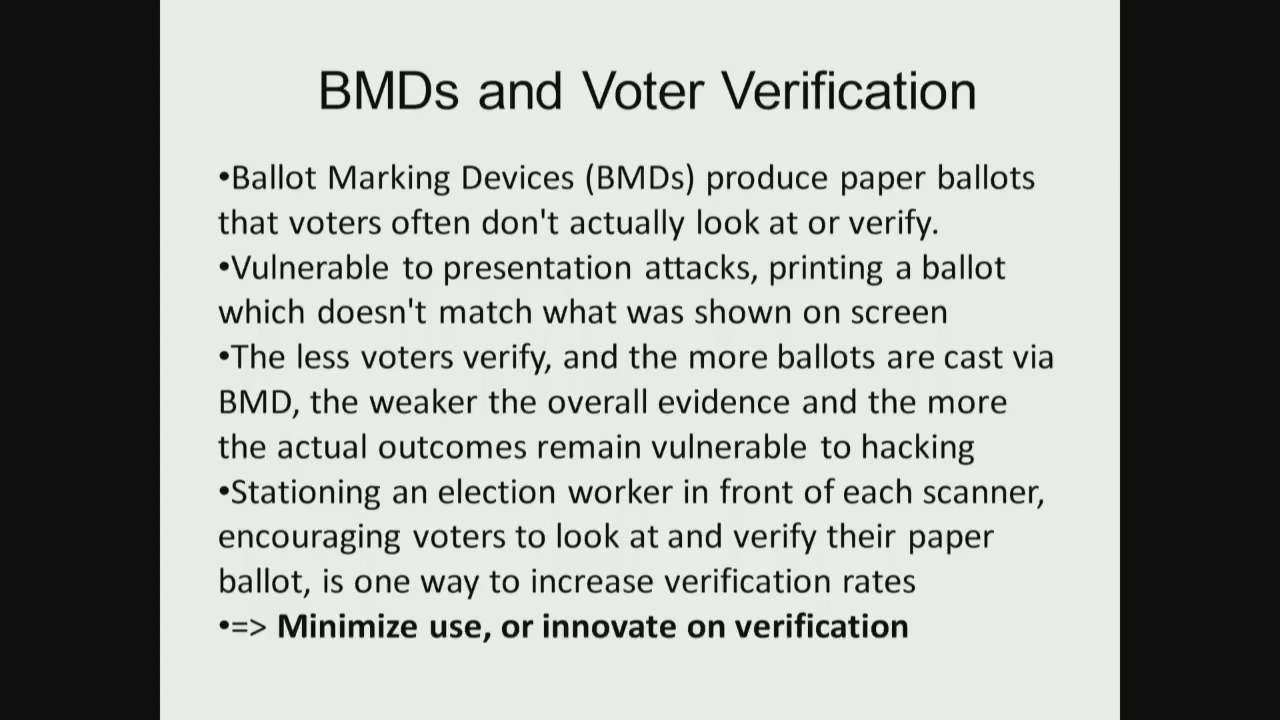 BMDs and Voter Verification
•Ballot Marking Devices (BMDs) produce paper ballots
that voters often don't actually look at or verify.
•Vulnerable to presentation attacks, printing a ballot
which doesn't match what was shown on screen
•The less voters verify, and the more ballots are cast via
BMD, the weaker the overall evidence and the more
the actual outcomes remain vulnerable to hacking
•Stationing an election worker in front of each scanner,
encouraging voters to look at and verify their paper
ballot, is one way to increase verification rates
•=> Minimize use, or innovate on verification